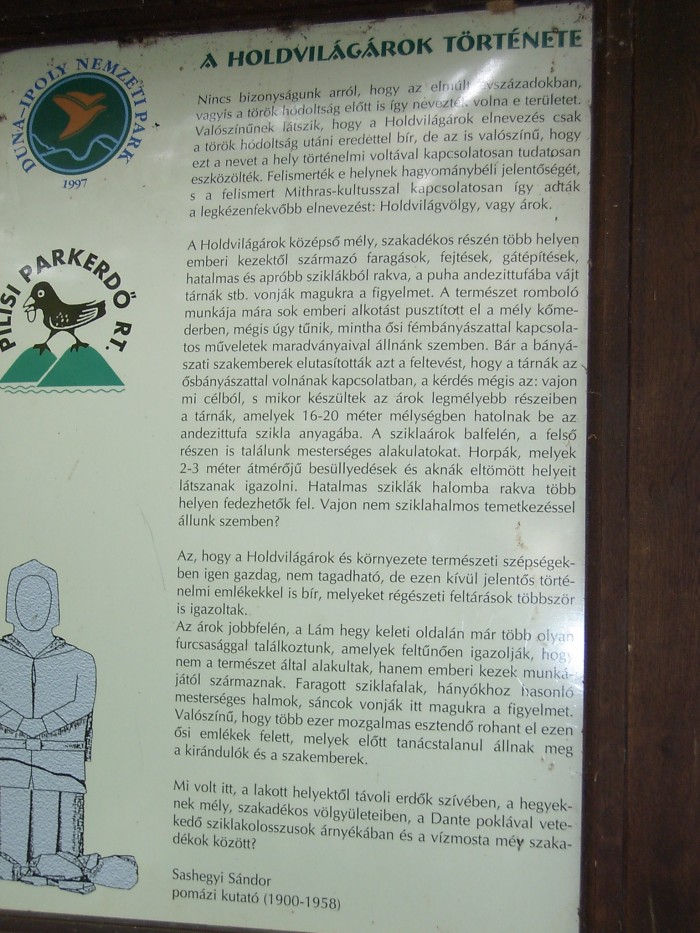 A HOLDVILÁGÁROK TÖRTÉNETE
DUNA-IPOLY NEMZETI PARK
1997
PILISI PARKERDŐ RT.
Nincs bizonyságunk arról, hogy az elmúlt évszázadokban,
vagyis a török hódoltság előtt is így nevezték volna e területet.
Valószínűnek látszik, hogy a Holdvilágárok elnevezés csak
a török hódoltság utáni eredettel bír, de az is valószínű, hogy
ezt a nevet a hely történelmi voltával kapcsolatosan tudatosan
eszközölték. Felismerték e helynek hagyománybéli jelentőségét,
s a felismert Mithras-kultusszal kapcsolatosan így adták
a legkézenfekvőbb elnevezést: Holdvilágvölgy, vagy árok.
A Holdvilágárok középső mély, szakadékos részén több helyen
emberi kezektől származó faragások, fejtések, gátépítések,
hatalmas és apróbb sziklákból rakva, a puha andezittufába vájt
tárnák stb. vonják magukra a figyelmet. A természet romboló
munkája mára sok emberi alkotást pusztított el a mély kőme-
derben, mégis úgy tűnik, mintha ősi fémbányászattal kapcsola-
tos műveletek maradványaival állnánk szemben. Bár a bányá-
szati szakemberek elutasították azt a feltevést, hogy a tárnák az
ősbányászattal volnának kapcsolatban, a kérdés mégis az: vajon
mi célból, s mikor készültek az árok legmélyebb részeiben
a tárnák, amelyek 16-20 méter mélységben hatolnak be az
andezittufa szikla anyagába. A sziklaárok balfelén, a felső
részen is találunk mesterséges alakulatokat. Horpák, melyek
2-3 méter átmérőjű besüllyedések és aknák eltömött helyeit
látszanak igazolni. Hatalmas sziklák halomba rakva több
helyen fedezhetők fel. Vajon nem sziklahalmos temetkezéssel
állunk szemben?
Az, hogy a Holdvilágárok és környezete természeti szépségek-
ben igen gazdag, nem tagadható, de ezen kívül jelentős törté-
nelmi emlékekkel is bír, melyeket régészeti feltárások többször
is igazoltak.
Az árok jobbfelén, a Lám hegy keleti oldalán már több olyan
furcsasággal találkoztunk, amelyek feltűnően igazolják, hogy
nem a természet által alakultak, hanem emberi kezek munká-
jától származnak. Faragott sziklafalak, hányókhoz hasonló
mesterséges halmok, sáncok vonják itt magukra a figyelmet.
Valószínű, hogy több ezer mozgalmas esztendő rohant el ezen
ősi emlékek felett, melyek előtt tanácstalanul állnak meg
a kirándulók és a szakemberek.
Mi volt itt, a lakott helyektől távoli erdők szívében, a hegyek-
nek mély, szakadékos völgyületeiben, a Dante poklával vete-
kedő sziklakolosszusok árnyékában és a vízmosta mély szaka-
dékok között?
Sashegyi Sándor
pomázi kutató (1900-1958)